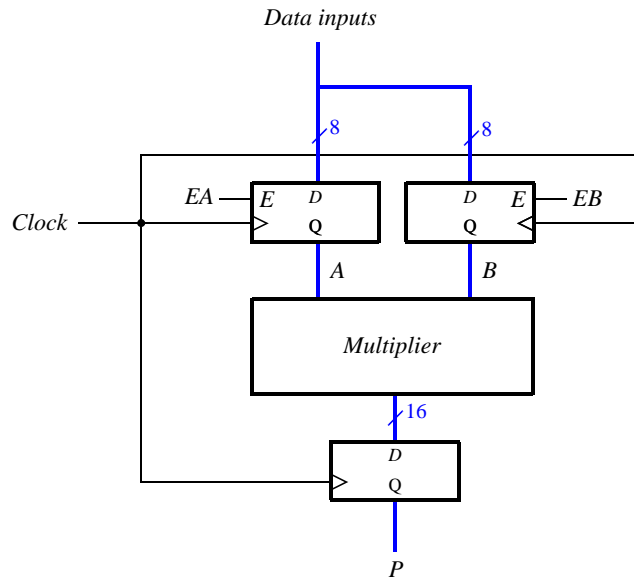 Data inputs
8 8
EA E D D E EB
Clock Q Q
A B
Multiplier
16
D
Q
P